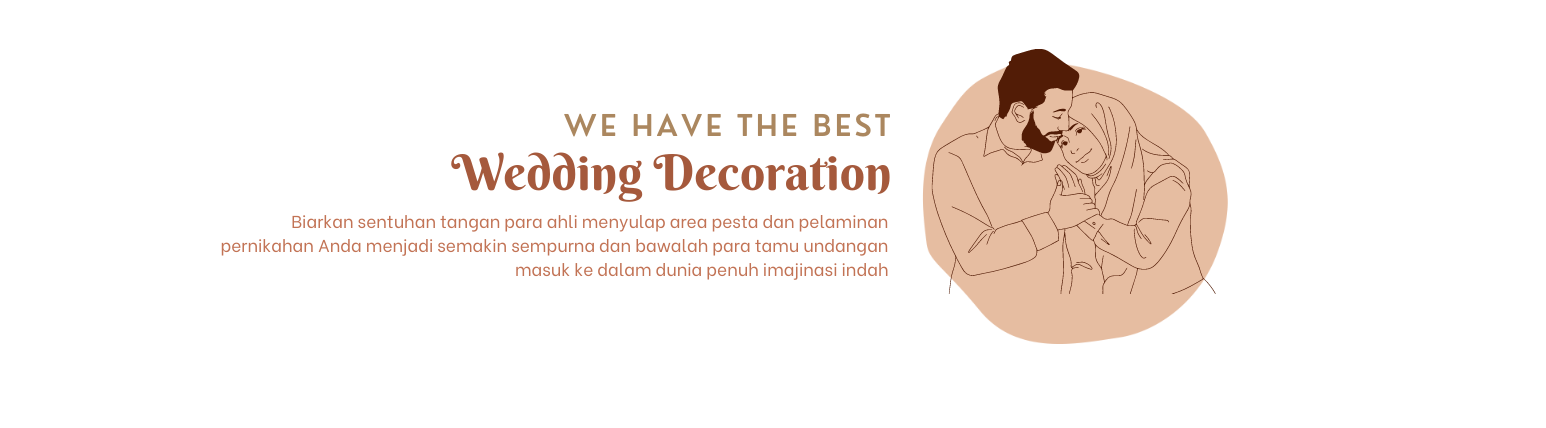 WE HAVE THE BEST
Wedding Decoration
Biarkan sentuhan tangan para ahli menyulap area pesta dan pelaminan
pernikahan Anda menjadi semakin sempurna dan bawalah para tamu undangan
masuk ke dalam dunia penuh imajinasi indah